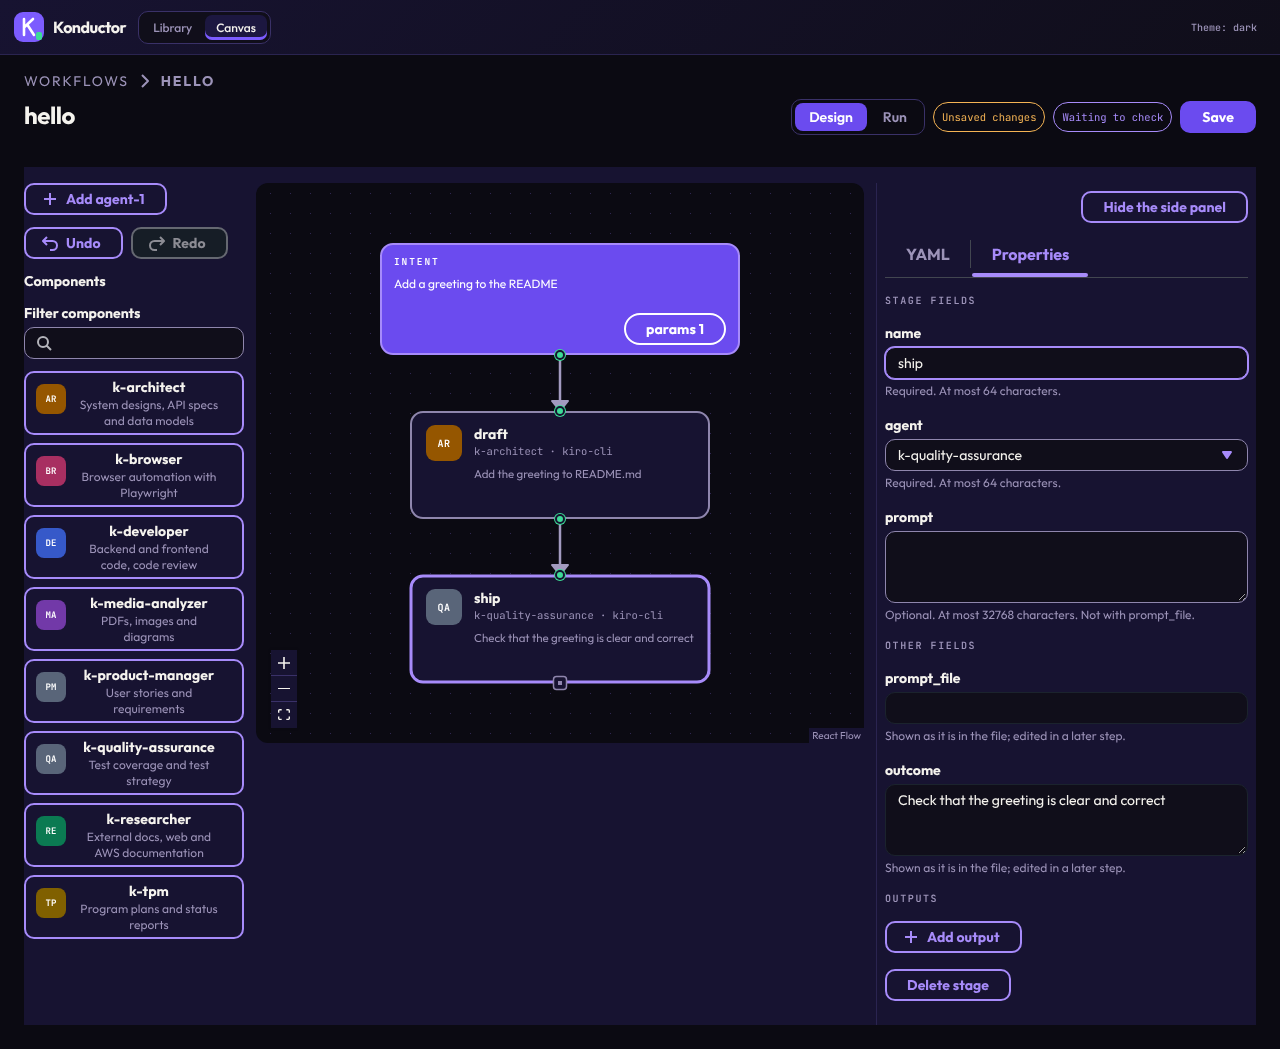 K Konductor
Library
Canvas
Theme: dark
WORKFLOWS > HELLO
hello
Design
Run
Unsaved changes
Waiting to check
Save
Add agent-1
Undo
Redo
Components
Filter components
AR
k-architect
System designs, API specs
and data models
BR
k-browser
Browser automation with
Playwright
DE
k-developer
Backend and frontend
code, code review
MA
k-media-analyzer
PDFs, images and
diagrams
PM
k-product-manager
User stories and
requirements
QA
k-quality-assurance
Test coverage and test
strategy
RE
k-researcher
External docs, web and
AWS documentation
TP
k-tpm
Program plans and status
reports
INTENT
Add a greeting to the README
params 1
AR
draft
k-architect · kiro-cli
Add the greeting to README.md
QA
ship
k-quality-assurance · kiro-cli
Check that the greeting is clear and correct
React Flow
Hide the side panel
YAML
Properties
STAGE FIELDS
name
ship
Required. At most 64 characters.
agent
k-quality-assurance
Required. At most 64 characters.
prompt
Optional. At most 32768 characters. Not with prompt_file.
OTHER FIELDS
prompt_file
Shown as it is in the file; edited in a later step.
outcome
Check that the greeting is clear and correct
Shown as it is in the file; edited in a later step.
OUTPUTS
Add output
Delete stage